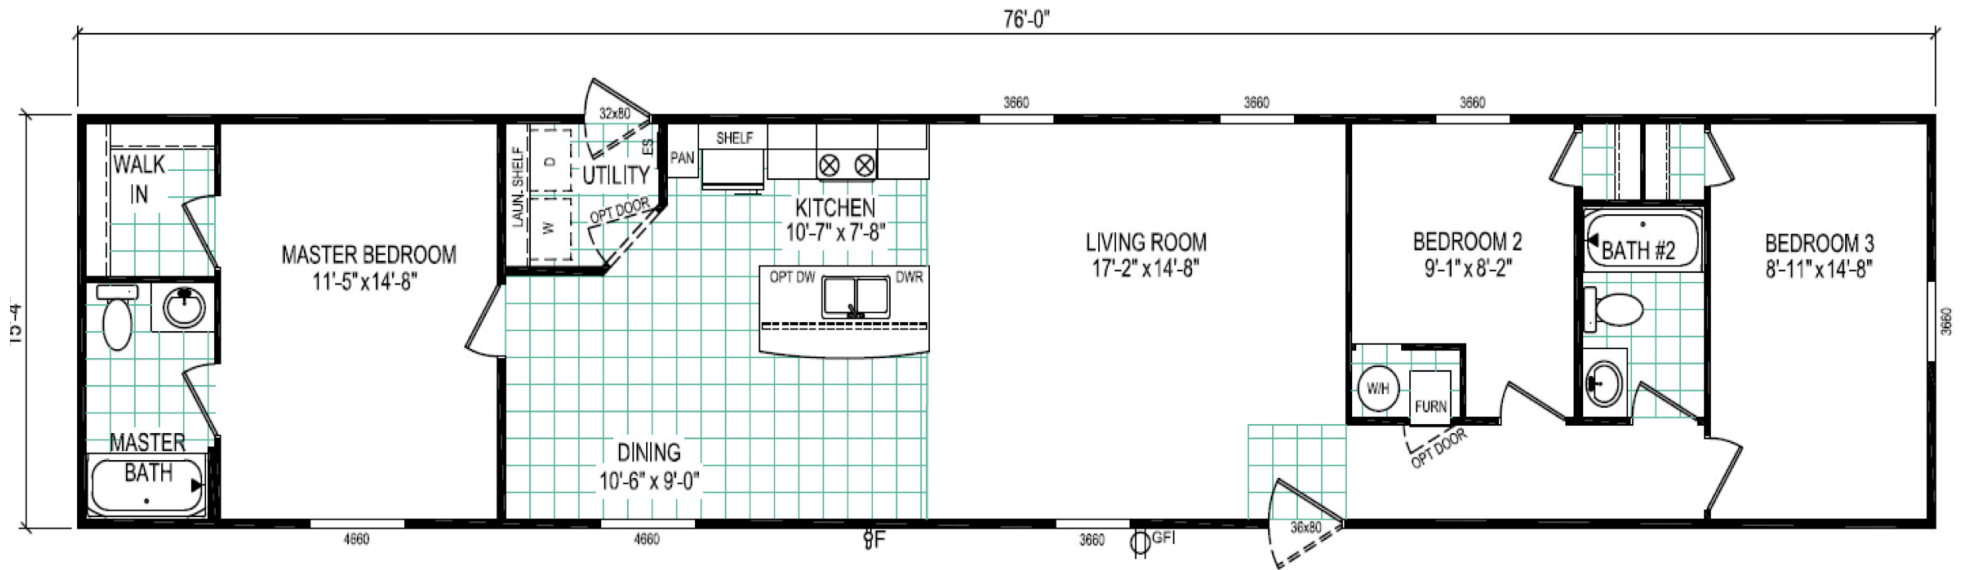 76'-0"
3660
3660
3660
32x80
WALK
IN
LAUN. SHELF
D
W
ES
UTILITY
OPT DOOR
PAN
SHELF
KITCHEN
10'-7" x 7'-8"
OPT DW
DWR
MASTER BEDROOM
11'-5" x 14'-8"
LIVING ROOM
17'-2" x 14'-8"
BEDROOM 2
9'-1" x 8'-2"
BATH #2
BEDROOM 3
8'-11" x 14'-8"
3660
15'-4"
W/H
FURN
OPT DOOR
MASTER
BATH
DINING
10'-6" x 9'-0"
36x80
4660
4660
F
3660
GFI